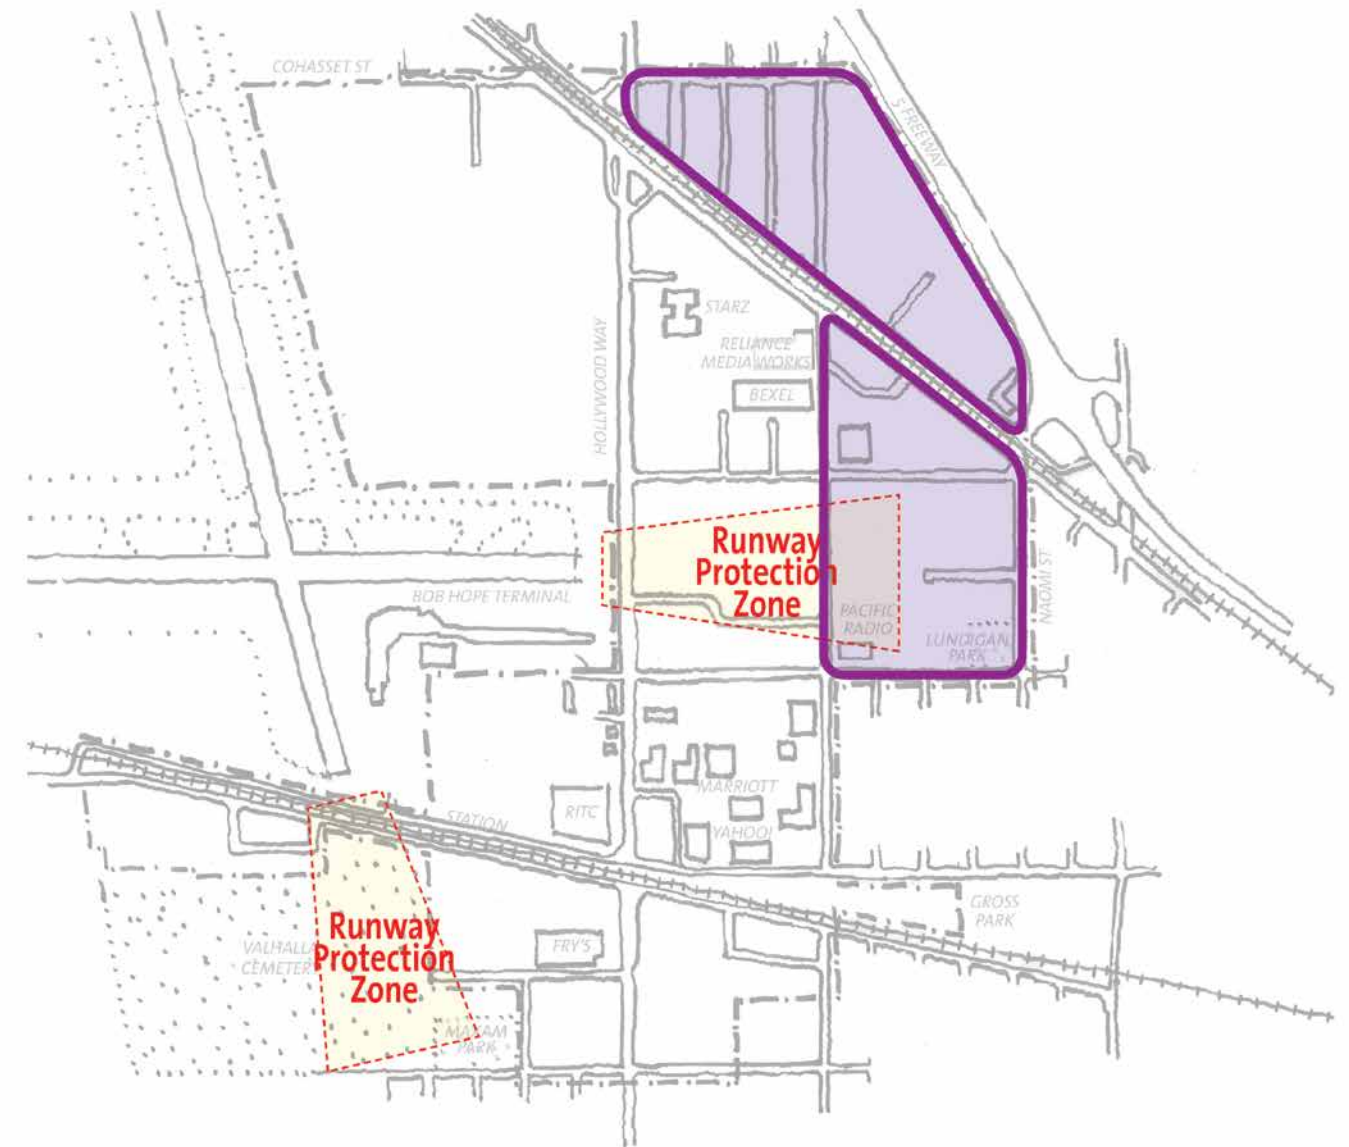 COHASSET ST
5 FREEWAY
STARZ
RELIANCE
MEDIA WORKS
BEXEL
HOLLYWOOD WAY
Runway
Protection
Zone
BOB HOPE TERMINAL
PACIFIC
RADIO
LUNDIGAN
PARK
NAOMI ST
MARRIOTT
STATION
RITC
YAHOO!
GROSS
PARK
VALHALLA
CEMETERY
Runway
Protection
Zone
FRY'S
MAXAM
PARK